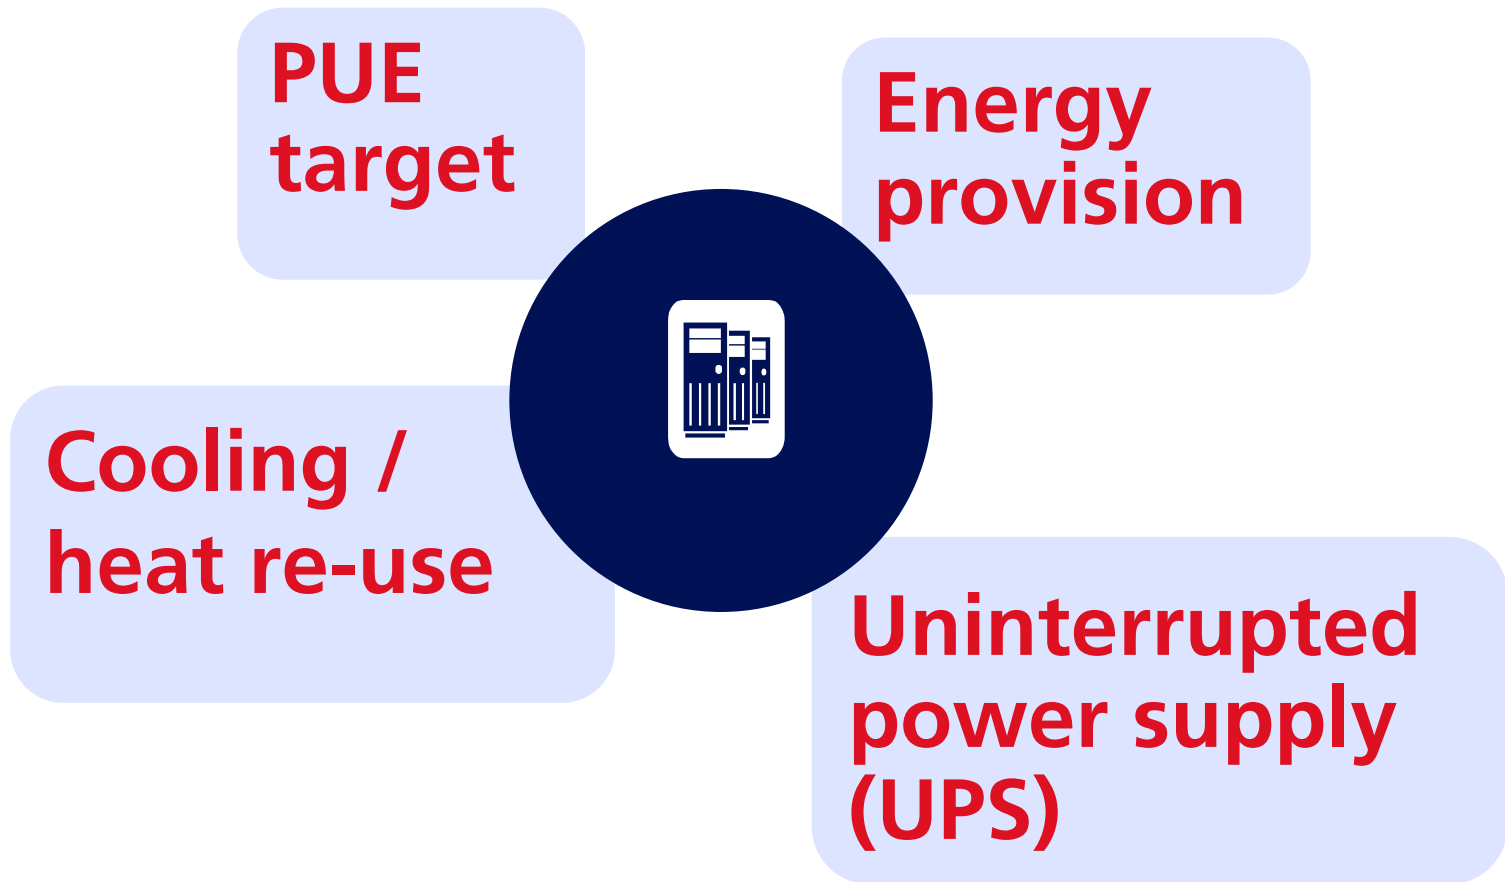 PUE
target
Energy
provision
Cooling /
heat re-use
Uninterrupted
power supply
(UPS)